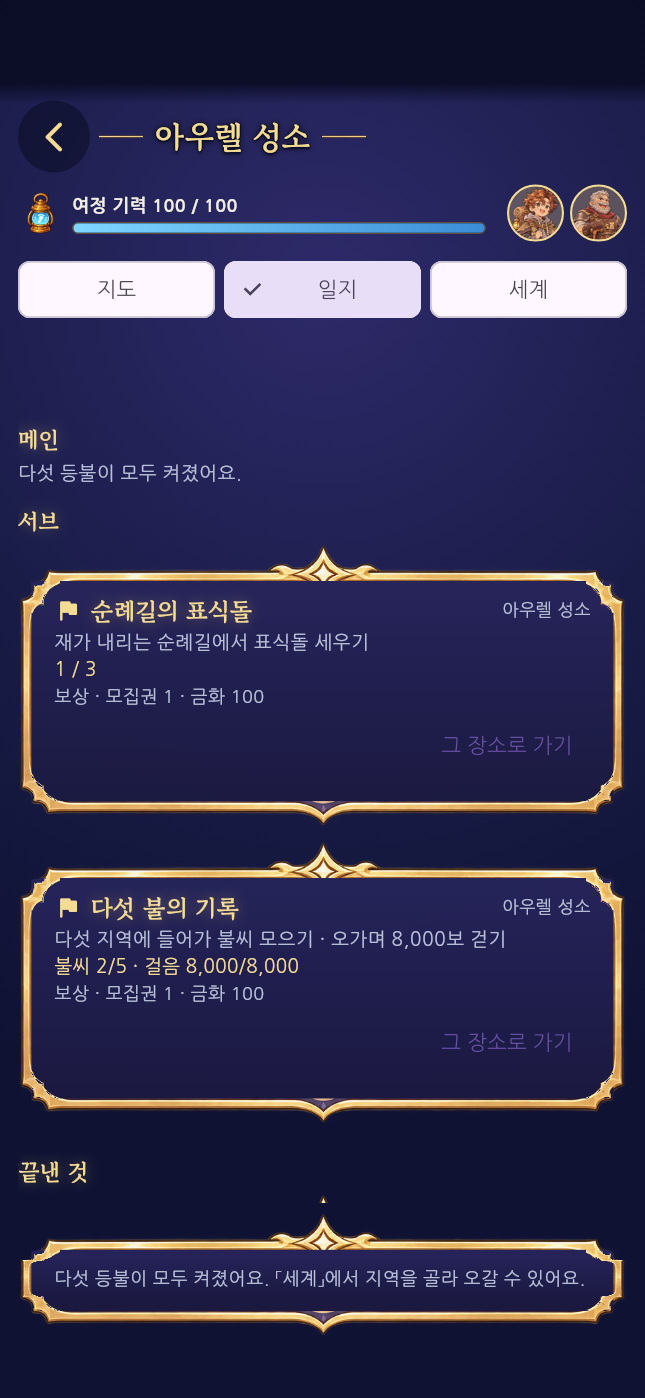 아우렐 성소
여정 기력 100 / 100
지도
일지
세계
메인
다섯 등불이 모두 켜졌어요.
서브
순례길의 표식돌
아우렐 성소
재가 내리는 순례길에서 표식돌 세우기
1 / 3
보상 · 모집권 1 · 금화 100
그 장소로 가기
다섯 불의 기록
아우렐 성소
다섯 지역에 들어가 불씨 모으기 · 오가며 8,000보 걷기
불씨 2/5 · 걸음 8,000/8,000
보상 · 모집권 1 · 금화 100
그 장소로 가기
끝낸 것
다섯 등불이 모두 켜졌어요. 「세계」에서 지역을 골라 오갈 수 있어요.